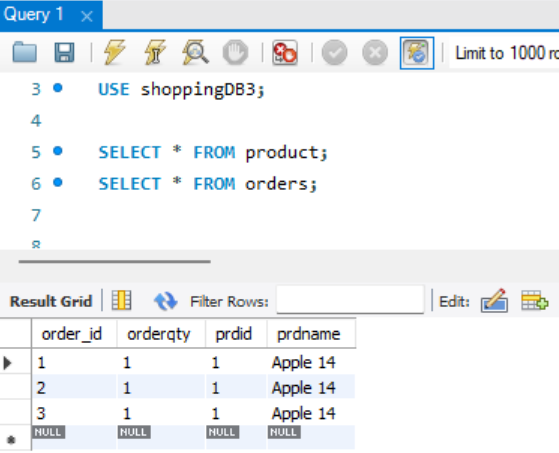 Query 1
Limit to 1000 ro
3 USE shoppingDB3;
4
5 SELECT * FROM product;
6 SELECT * FROM orders;
7
8
Result Grid Filter Rows: Edit:
order_id orderqty prdid prdname
1 1 1 Apple 14
2 1 1 Apple 14
3 1 1 Apple 14
NULL NULL NULL NULL